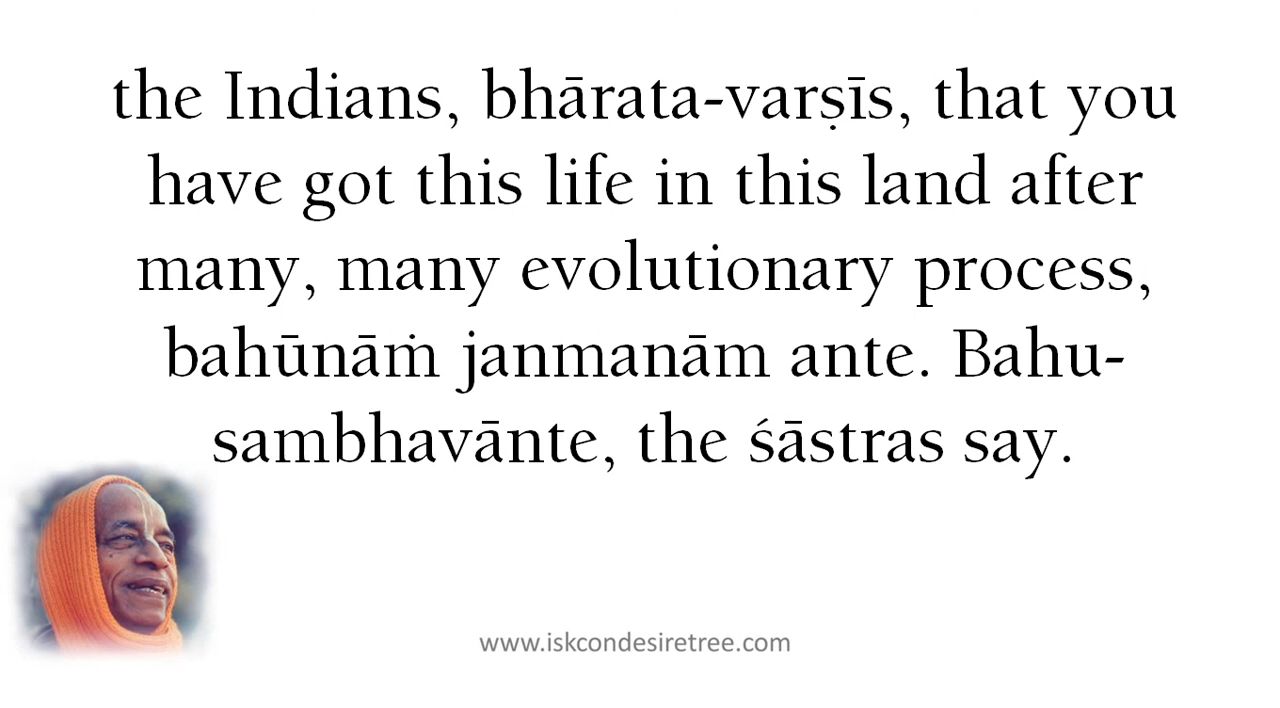 the Indians, bhārata-varṣīs, that you
have got this life in this land after
many, many evolutionary process,
bahūnāṁ janmanām ante. Bahu-
sambhavānte, the śāstras say.
www.iskcondesiretree.com